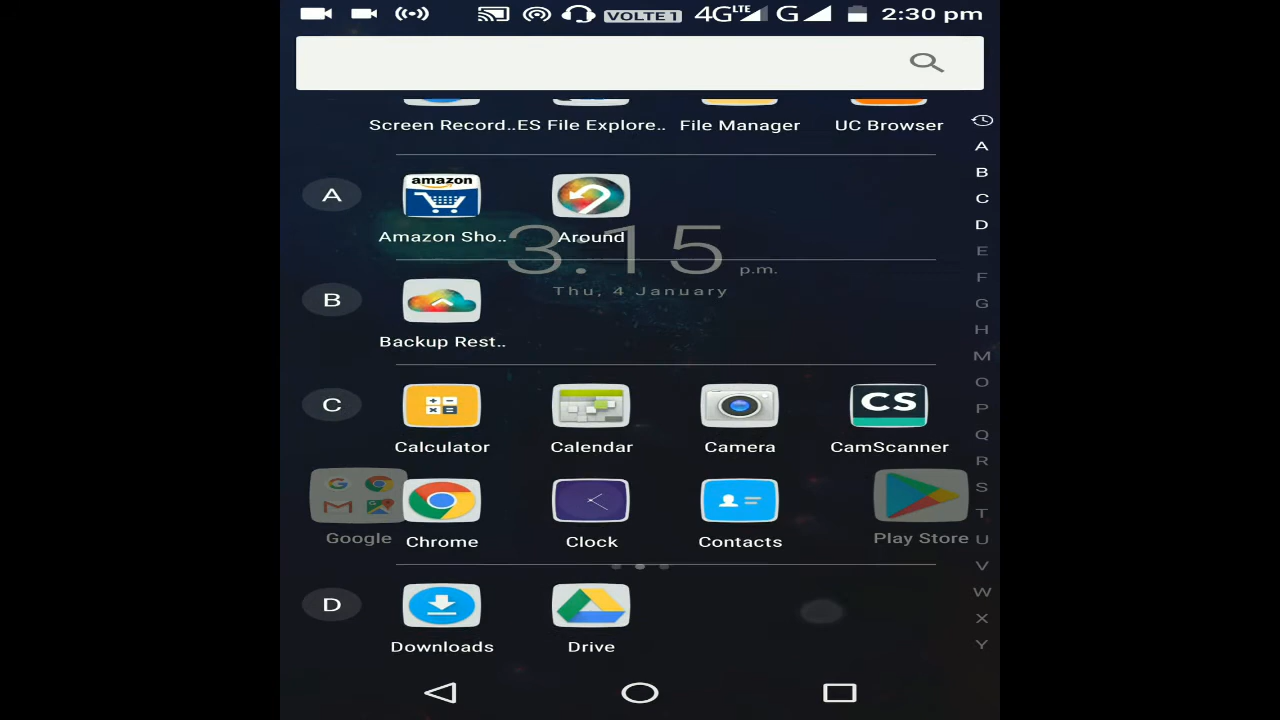 VOLTE 1 4G LTE G 2:30 pm
Screen Record.. ES File Explore.. File Manager UC Browser
A
amazon
Amazon Sho.. Around
3:15 p.m.
Thu, 4 January
B
Backup Rest..
C
CS
Calculator Calendar Camera CamScanner
Google Chrome Clock Contacts Play Store
D
Downloads Drive
A
B
C
D
E
F
G
H
M
O
P
Q
R
S
T
U
V
W
X
Y